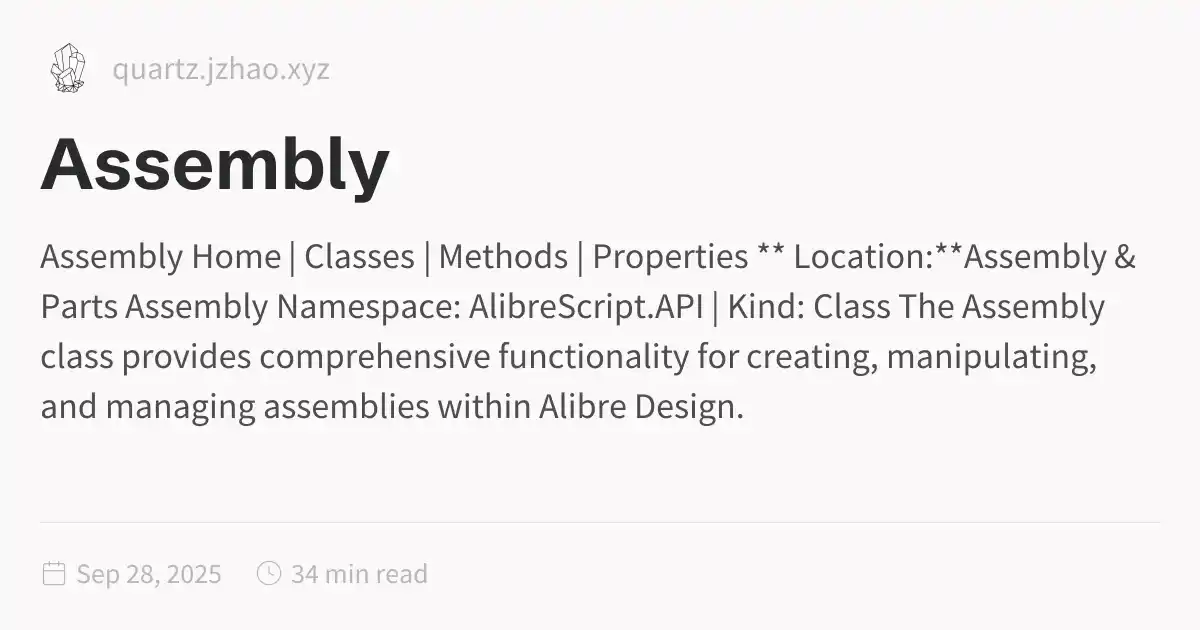 quartz.jzhao.xyz
Assembly
Assembly Home | Classes | Methods | Properties ** Location:**Assembly &
Parts Assembly Namespace: AlibreScript.API | Kind: Class The Assembly
class provides comprehensive functionality for creating, manipulating,
and managing assemblies within Alibre Design.
Sep 28, 2025 34 min read